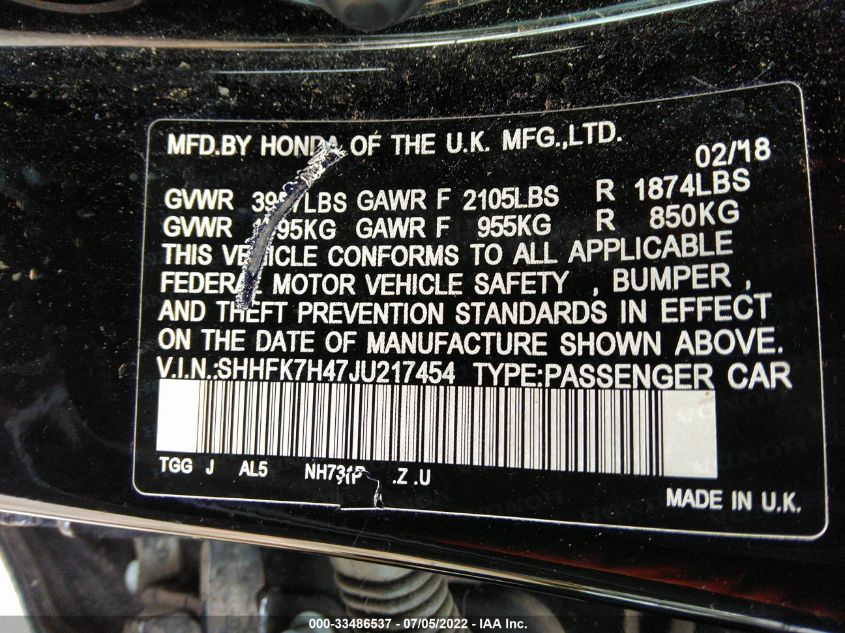 MFD.BY HONDA OF THE U.K. MFG.,LTD.
02/18
GVWR LBS GAWR F 2105LBS R 1874LBS
GVWR KG GAWR F 955KG R 850KG
THIS VEHICLE CONFORMS TO ALL APPLICABLE
FEDERAL MOTOR VEHICLE SAFETY , BUMPER ,
AND THEFT PREVENTION STANDARDS IN EFFECT
ON THE DATE OF MANUFACTURE SHOWN ABOVE.
V.I.N.:SHHFK7H47JU217454 TYPE:PASSENGER CAR
TGG J AL5 NH731P .Z .U
MADE IN U.K.
000-33486537 - 07/05/2022 - IAA Inc.